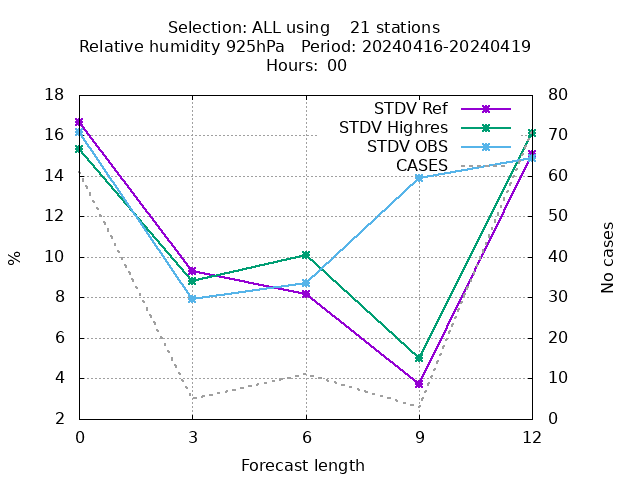 Selection: ALL using    21 stations
Relative humidity 925hPa   Period: 20240416-20240419
Hours: 00
18 80
STDV Ref
16 70
STDV Highres
STDV OBS
CASES
14 60
12 50
10 40
8 30
6 20
4 10
2 0
%
No cases
0 3 6 9 12
Forecast length